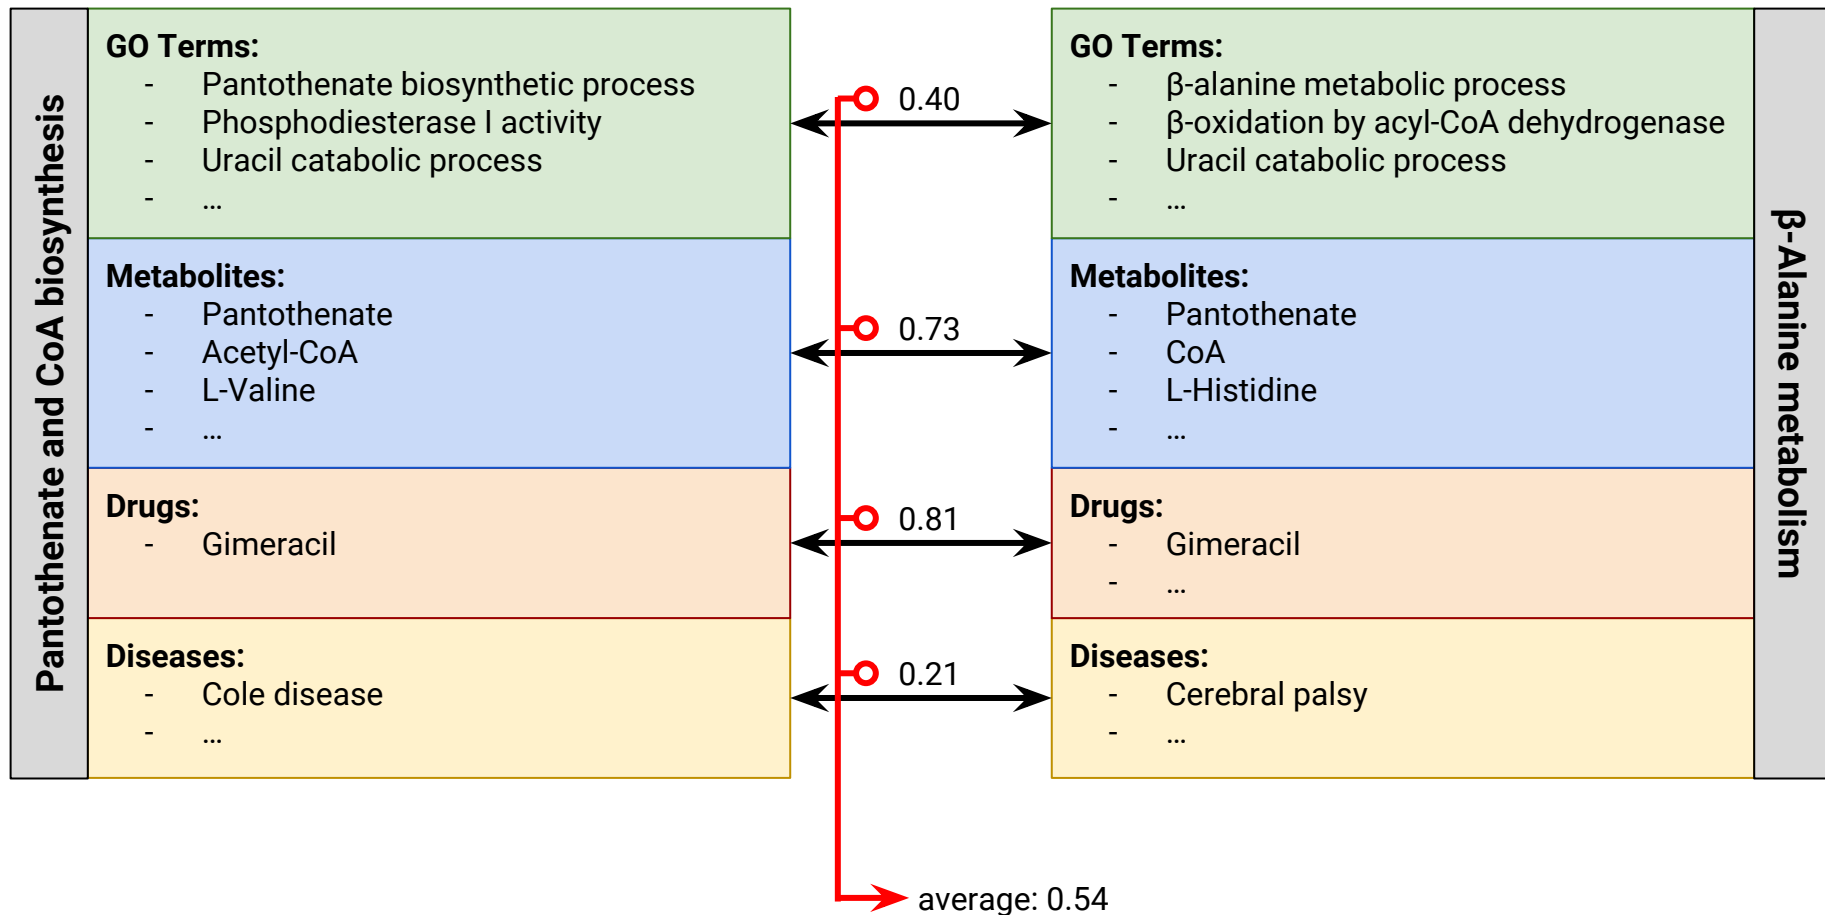 Pantothenate and CoA biosynthesis
GO Terms:
- Pantothenate biosynthetic process
- Phosphodiesterase I activity
- Uracil catabolic process
- …
Metabolites:
- Pantothenate
- Acetyl-CoA
- L-Valine
- …
Drugs:
- Gimeracil
Diseases:
- Cole disease
- …
0.40
0.73
0.81
0.21
average: 0.54
GO Terms:
- β-alanine metabolic process
- β-oxidation by acyl-CoA dehydrogenase
- Uracil catabolic process
- …
Metabolites:
- Pantothenate
- CoA
- L-Histidine
- …
Drugs:
- Gimeracil
- …
Diseases:
- Cerebral palsy
- …
β-Alanine metabolism